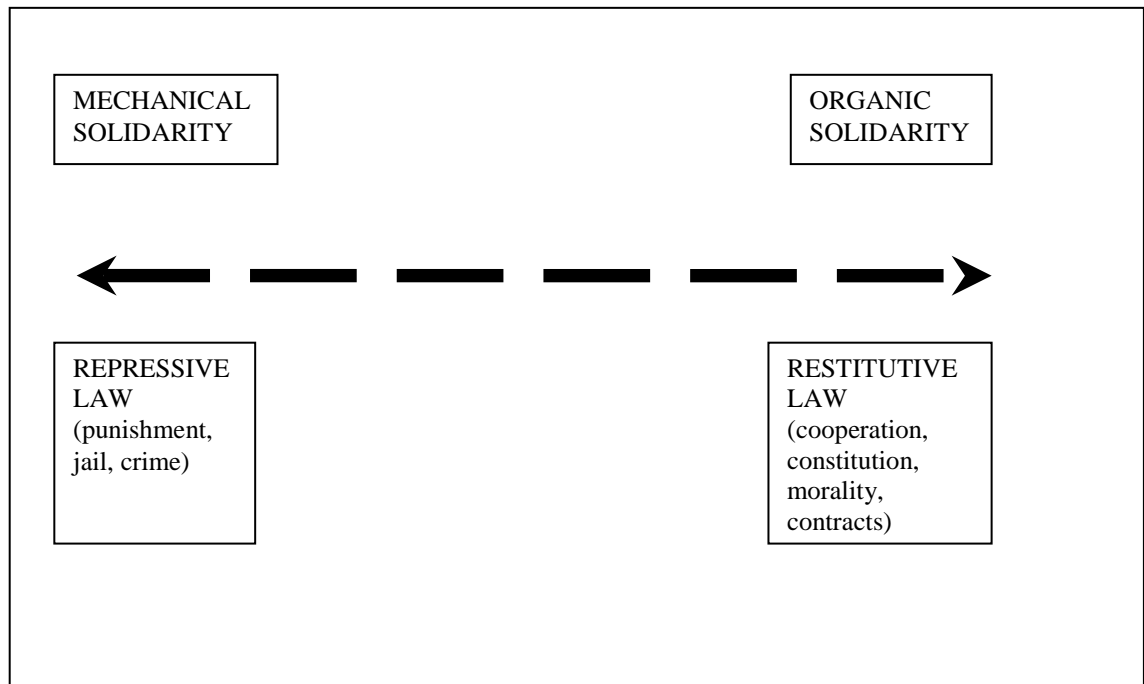 MECHANICAL
SOLIDARITY
ORGANIC
SOLIDARITY
REPRESSIVE
LAW
(punishment,
jail, crime)
RESTITUTIVE
LAW
(cooperation,
constitution,
morality,
contracts)